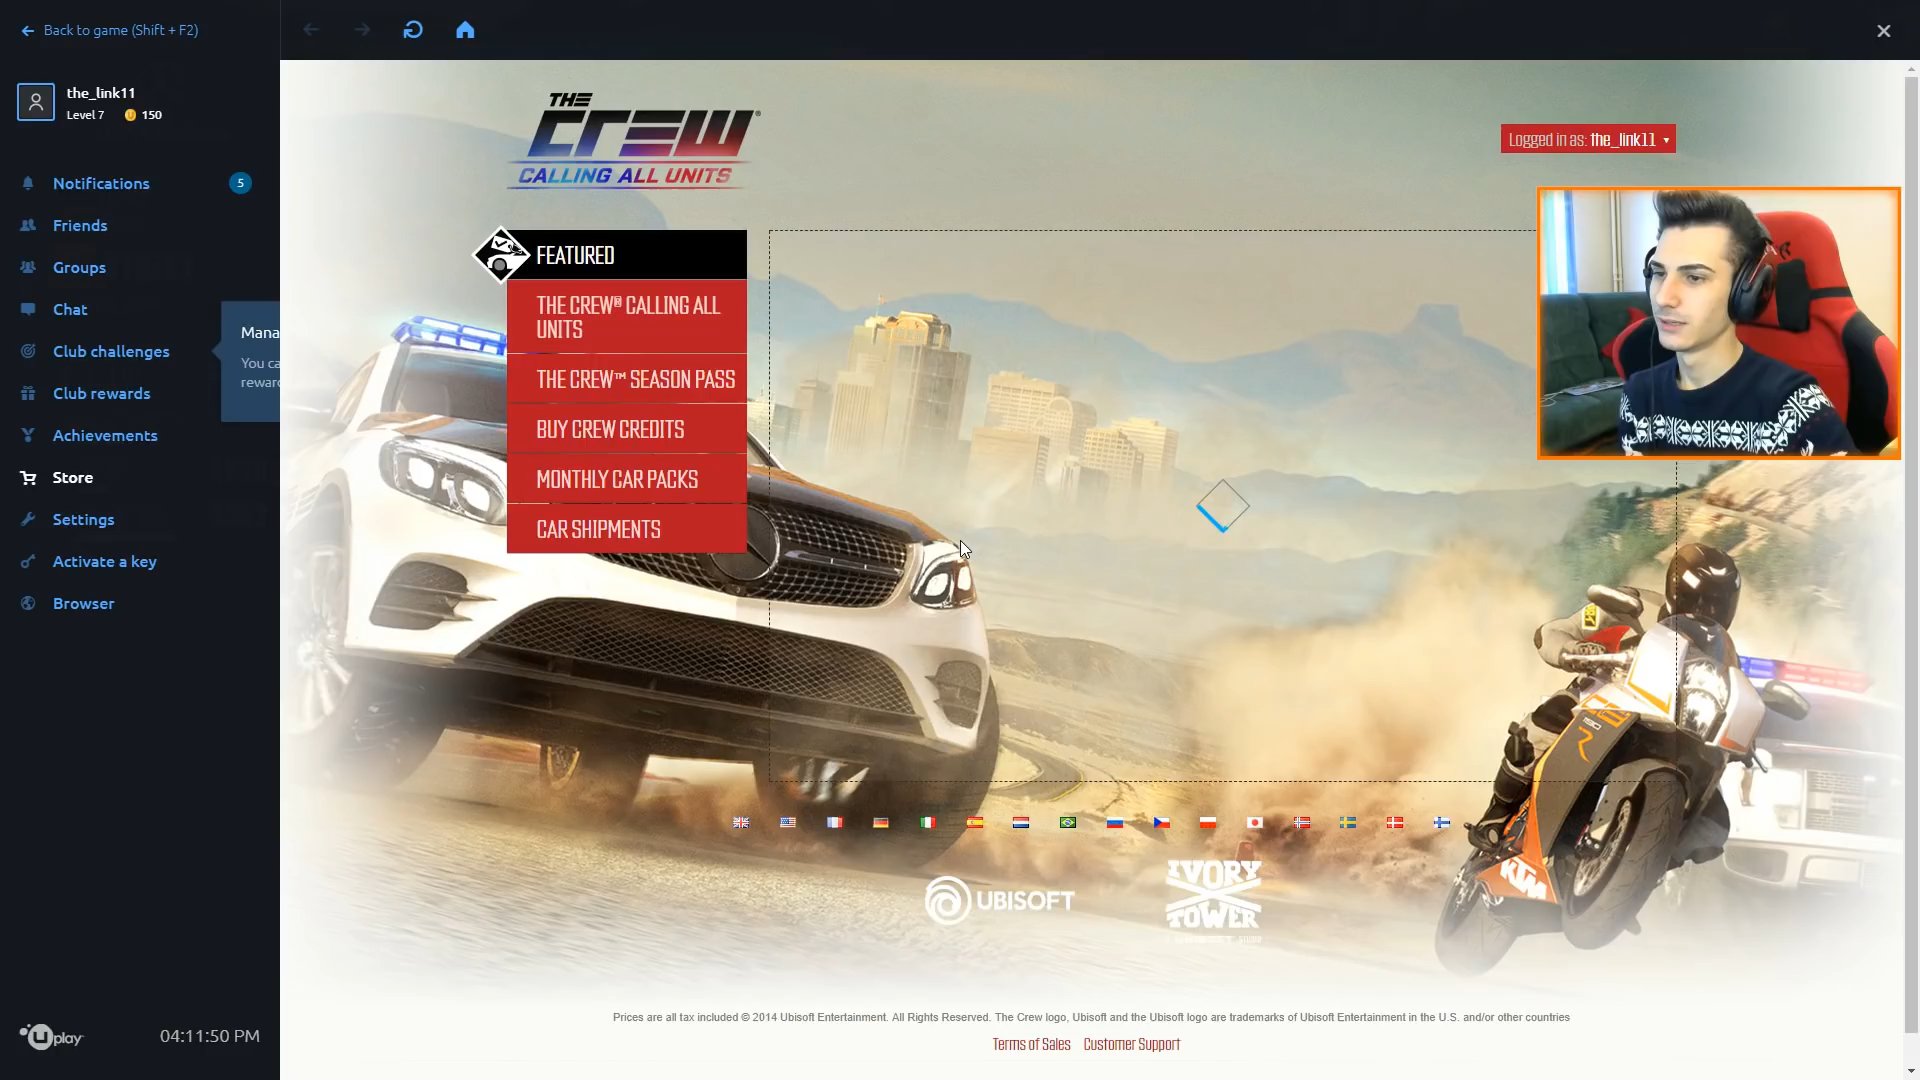 Back to game (Shift + F2)
the_link11
Level 7 150
Notifications 5
Friends
Groups
Chat
Club challenges
Club rewards
Achievements
Store
Settings
Activate a key
Browser
Mana
You ca
rewar
uplay
04:11:50 PM
THE
CREW®
CALLING ALL UNITS
Logged in as: the_link11
FEATURED
THE CREW® CALLING ALL
UNITS
THE CREW™ SEASON PASS
BUY CREW CREDITS
MONTHLY CAR PACKS
CAR SHIPMENTS
KTM
UBISOFT
IVORY
TOWER
Prices are all tax included © 2014 Ubisoft Entertainment. All Rights Reserved. The Crew logo, Ubisoft and the Ubisoft logo are trademarks of Ubisoft Entertainment in the U.S. and/or other countries
Terms of Sales Customer Support